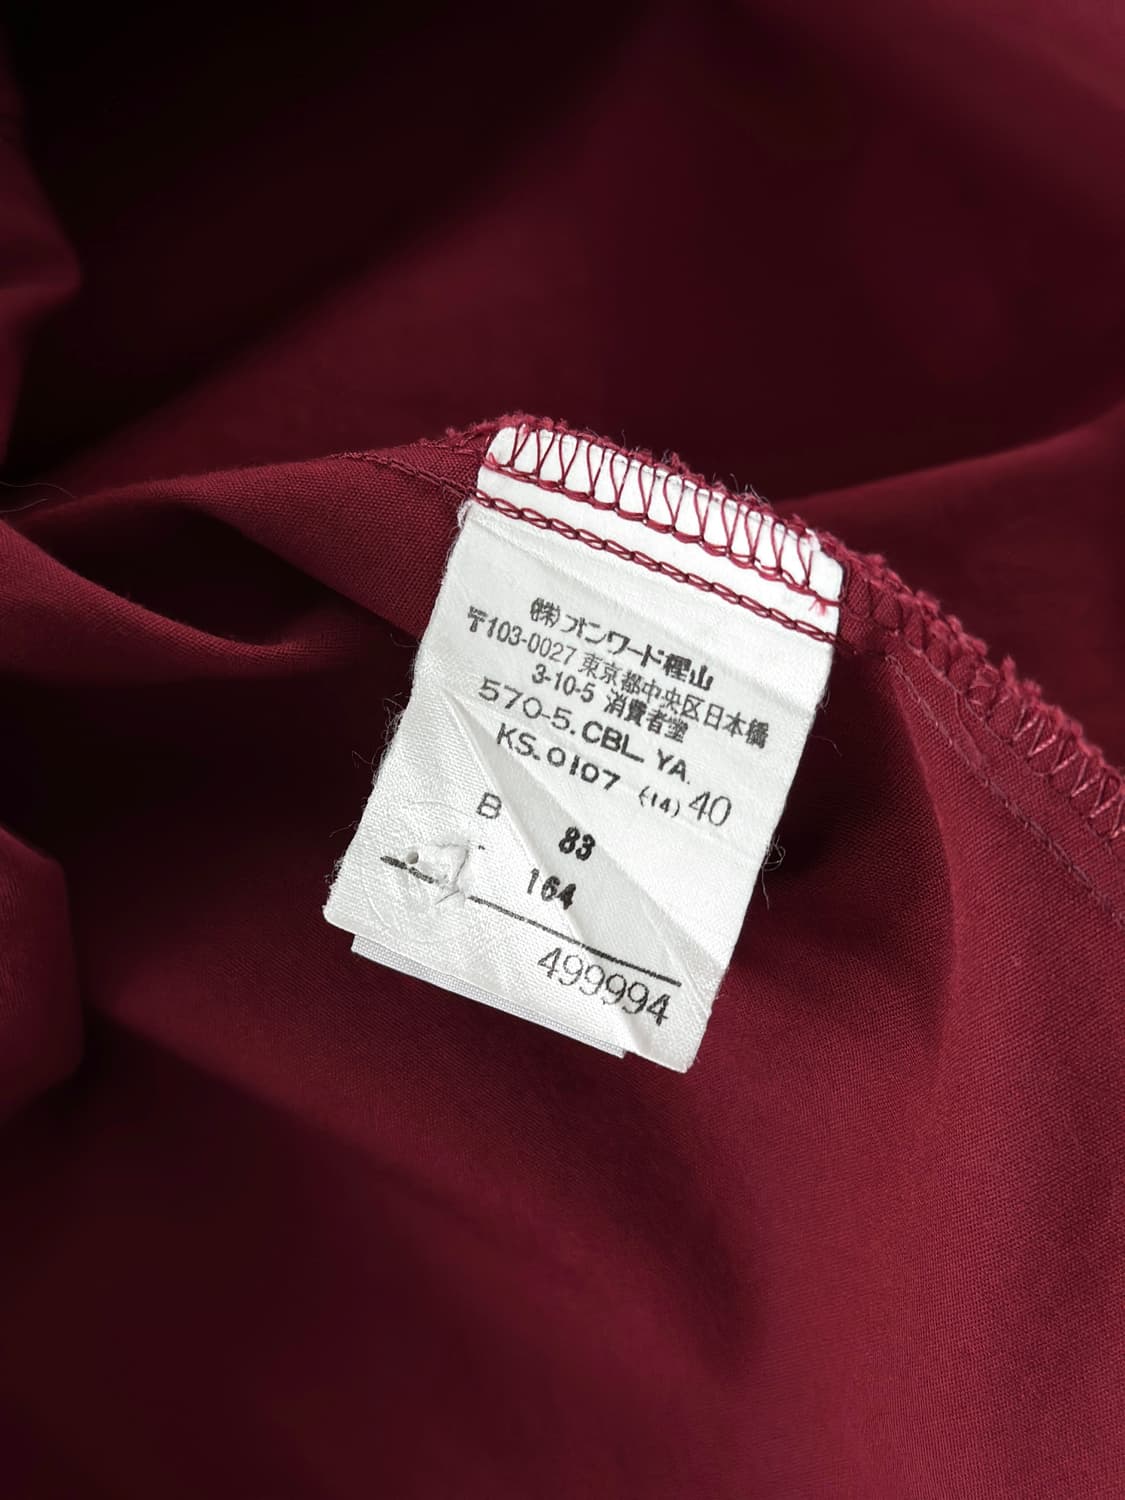 (株)オンワード樫山
〒103-0027 東京都中央区日本橋
3-10-5 消費者室
570-5.CBL YA.
KS.0107 (14) 40
B 83
164
499994